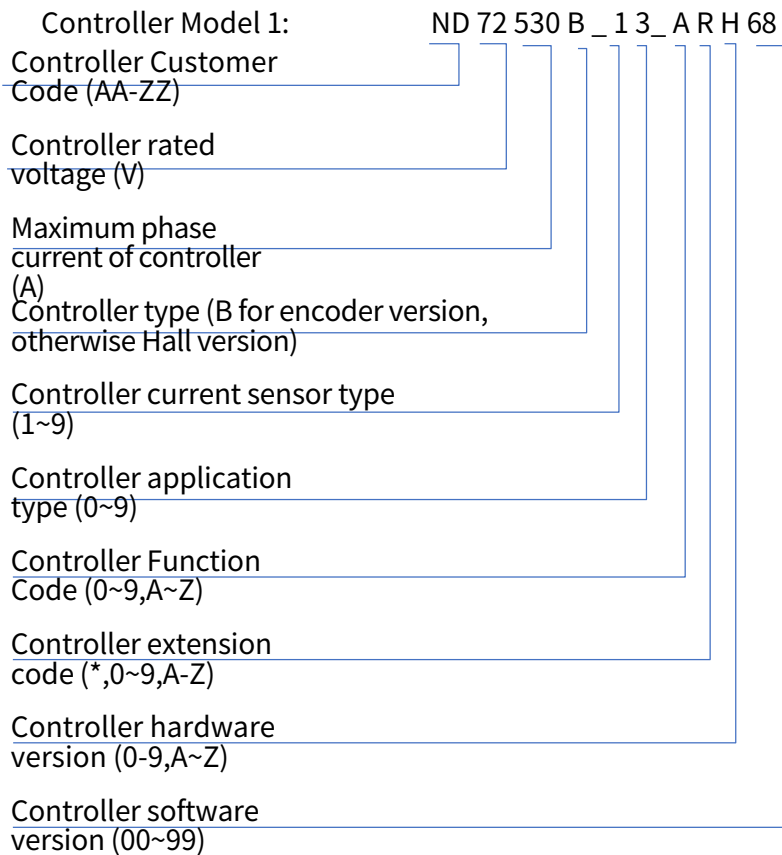 Controller Model 1: ND 72 530 B _ 1 3_ A R H 68
Controller Customer
Code (AA-ZZ)
Controller rated
voltage (V)
Maximum phase
current of controller
(A)
Controller type (B for encoder version,
otherwise Hall version)
Controller current sensor type
(1~9)
Controller application
type (0~9)
Controller Function
Code (0~9,A~Z)
Controller extension
code (*,0~9,A-Z)
Controller hardware
version (0-9,A~Z)
Controller software
version (00~99)